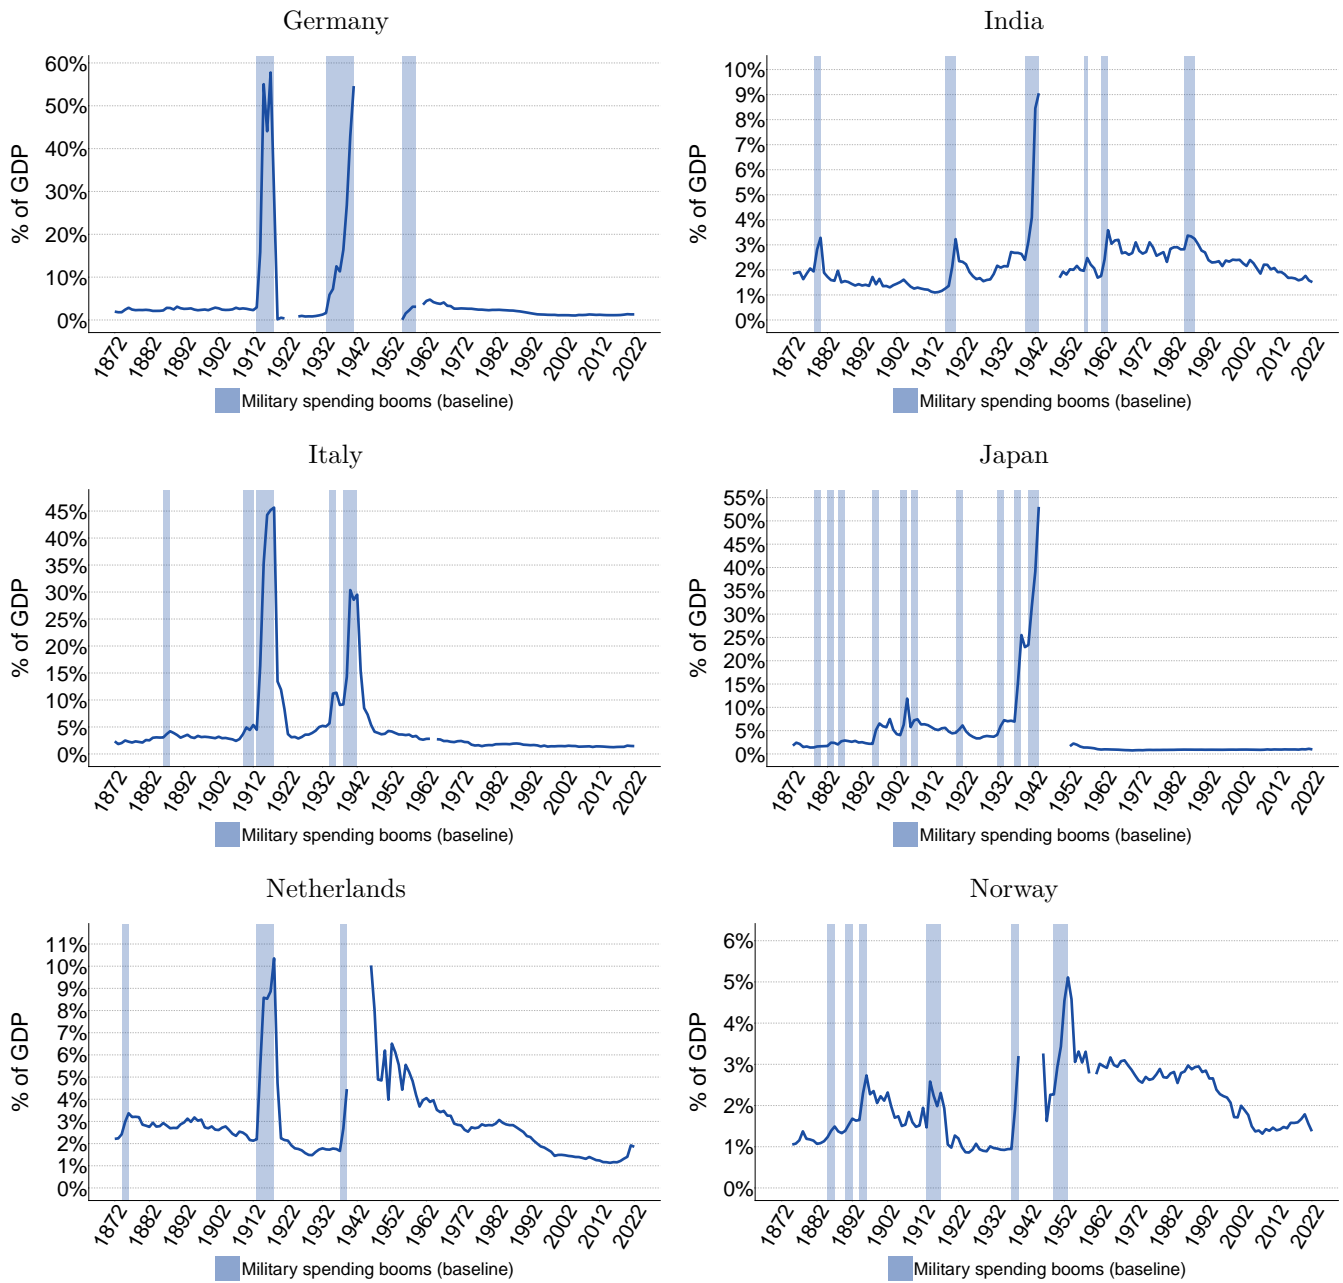 Germany
% of GDP
60%
50%
40%
30%
20%
10%
0%
1872 1882 1892 1902 1912 1922 1932 1942 1952 1962 1972 1982 1992 2002 2012 2022
Military spending booms (baseline)
India
% of GDP
10%
9%
8%
7%
6%
5%
4%
3%
2%
1%
0%
1872 1882 1892 1902 1912 1922 1932 1942 1952 1962 1972 1982 1992 2002 2012 2022
Military spending booms (baseline)
Italy
% of GDP
45%
40%
35%
30%
25%
20%
15%
10%
5%
0%
1872 1882 1892 1902 1912 1922 1932 1942 1952 1962 1972 1982 1992 2002 2012 2022
Military spending booms (baseline)
Japan
% of GDP
55%
50%
45%
40%
35%
30%
25%
20%
15%
10%
5%
0%
1872 1882 1892 1902 1912 1922 1932 1942 1952 1962 1972 1982 1992 2002 2012 2022
Military spending booms (baseline)
Netherlands
% of GDP
11%
10%
9%
8%
7%
6%
5%
4%
3%
2%
1%
0%
1872 1882 1892 1902 1912 1922 1932 1942 1952 1962 1972 1982 1992 2002 2012 2022
Military spending booms (baseline)
Norway
% of GDP
6%
5%
4%
3%
2%
1%
0%
1872 1882 1892 1902 1912 1922 1932 1942 1952 1962 1972 1982 1992 2002 2012 2022
Military spending booms (baseline)